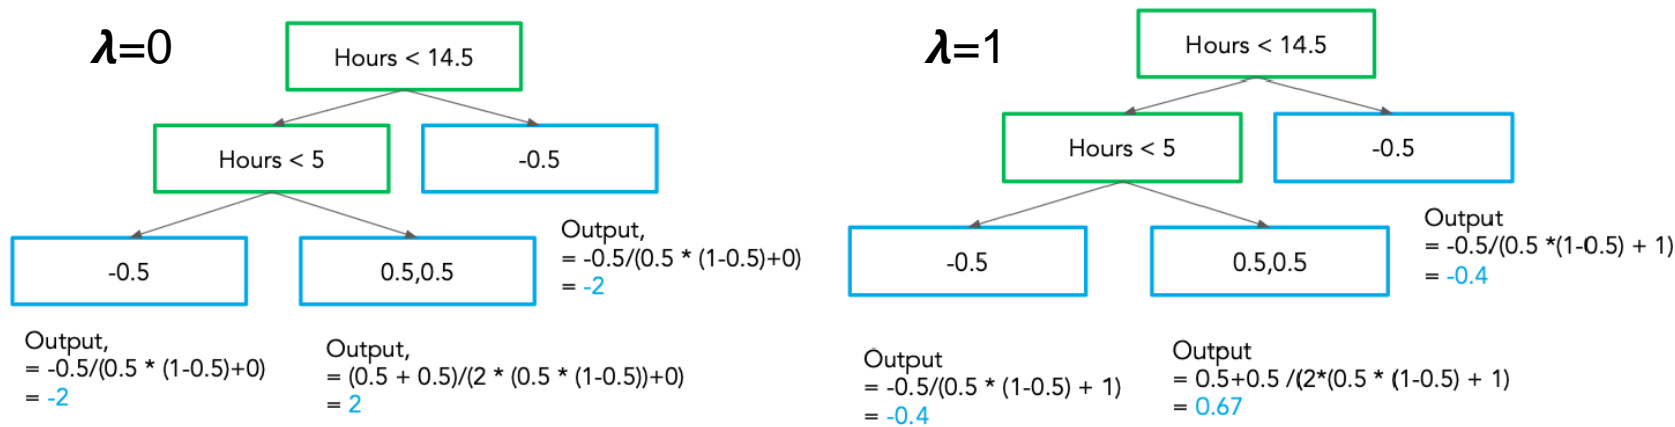 λ=0
Hours < 14.5
Hours < 5
-0.5
-0.5
0.5,0.5
Output,
= -0.5/(0.5 * (1-0.5)+0)
= -2
Output,
= -0.5/(0.5 * (1-0.5)+0)
= -2
Output,
= (0.5 + 0.5)/(2 * (0.5 * (1-0.5))+0)
= 2
λ=1
Hours < 14.5
Hours < 5
-0.5
-0.5
0.5,0.5
Output
= -0.5/(0.5 *(1-0.5) + 1)
= -0.4
Output
= -0.5/(0.5 * (1-0.5) + 1)
= -0.4
Output
= 0.5+0.5 /(2*(0.5 * (1-0.5) + 1)
= 0.67